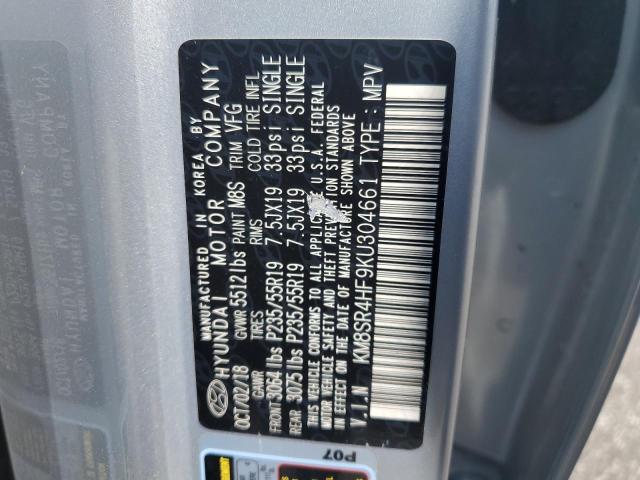 MANUFACTURED IN KOREA BY
HYUNDAI MOTOR COMPANY
OCT/02/18 GVWR 5512 lbs PAINT M8S TRIM VFG
GAWR TIRES RIMS COLD TIRE INFL
FRONT 3064 lbs P235/55R19 7.5JX19 33psi SINGLE
REAR 3075 lbs P235/55R19 7.5JX19 33psi SINGLE
THIS VEHICLE CONFORMS TO ALL APPLICABLE U.S.A. FEDERAL
MOTOR VEHICLE SAFETY AND THEFT PREVENTION STANDARDS
IN EFFECT ON THE DATE OF MANUFACTURE SHOWN ABOVE
V.I.N : KM8SR4HF9KU304661 TYPE : MPV
P07